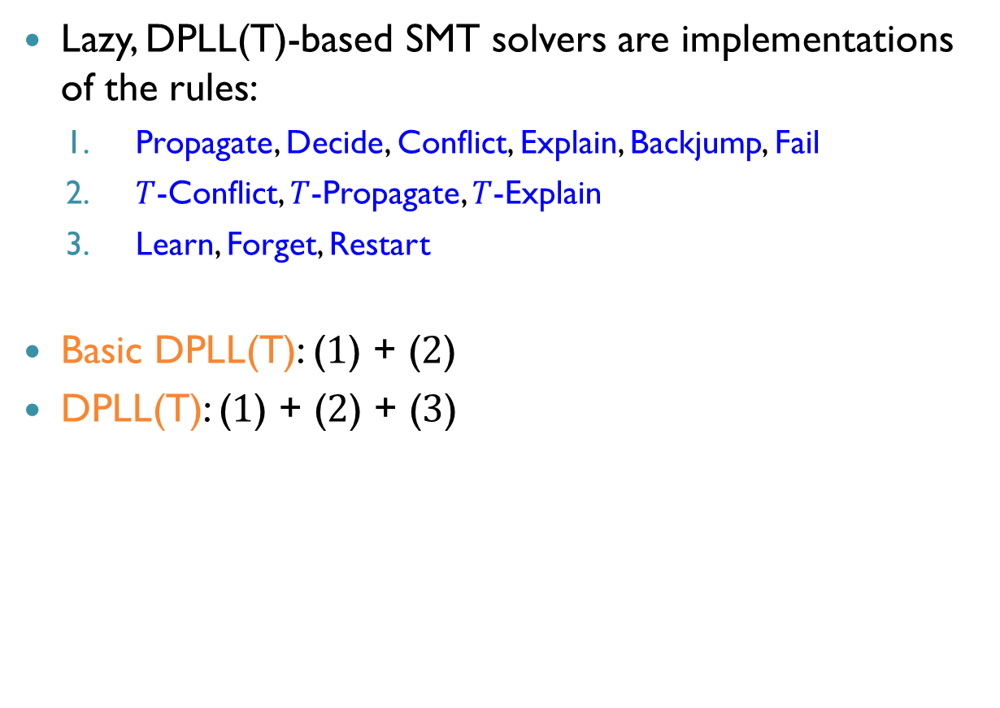 • Lazy, DPLL(T)-based SMT solvers are implementations
of the rules:
1. Propagate, Decide, Conflict, Explain, Backjump, Fail
2. 𝑇-Conflict, 𝑇-Propagate, 𝑇-Explain
3. Learn, Forget, Restart
• Basic DPLL(T): (1) + (2)
• DPLL(T): (1) + (2) + (3)